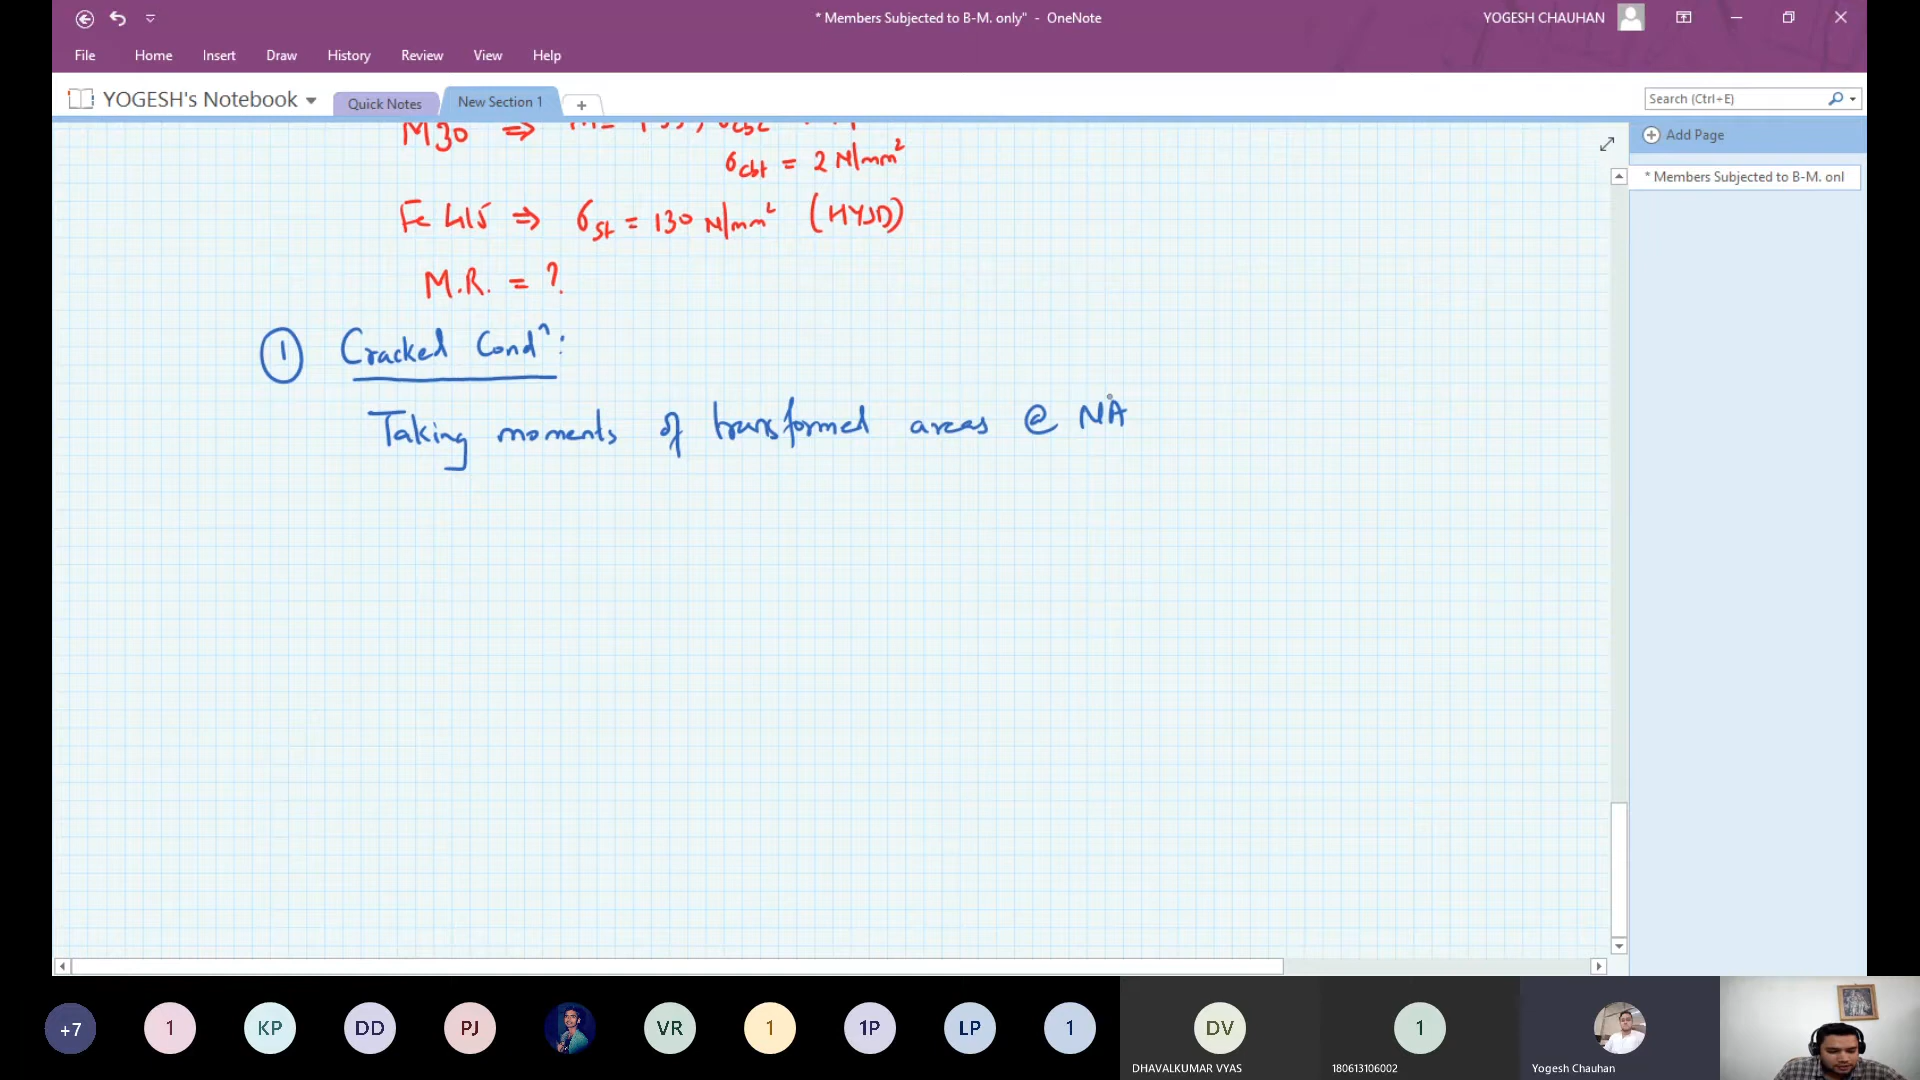 * Members Subjected to B-M. only" - OneNote
YOGESH CHAUHAN
File Home Insert Draw History Review View Help
YOGESH's Notebook
Quick Notes
New Section 1
Search (Ctrl+E)
Add Page
* Members Subjected to B-M. onl
M30 ⇒
σcbt = 2 N/mm²
Fe 415 ⇒ σst = 130 N/mm² (HYSD)
M.R. = ?
① Cracked Condⁿ:
Taking moments of transformed areas @ NA
+7
1
KP
DD
PJ
VR
1
1P
LP
1
DV
1
DHAVALKUMAR VYAS
180613106002
Yogesh Chauhan